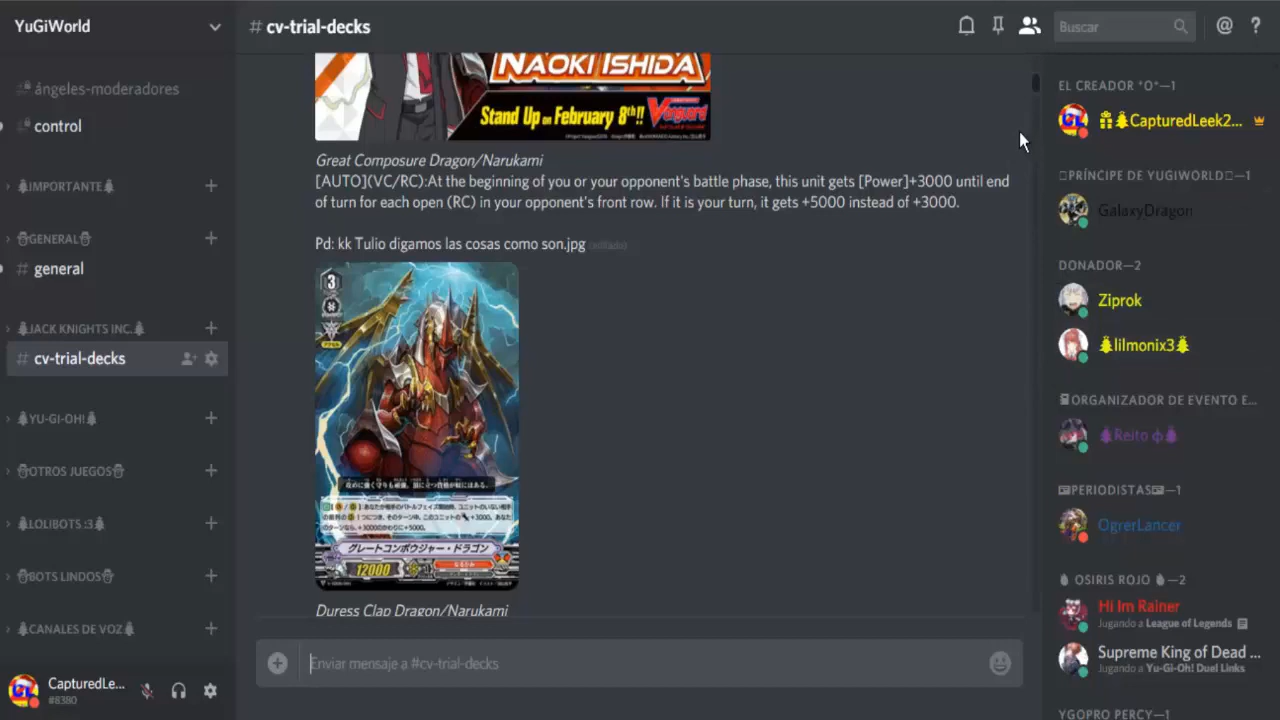 YuGiWorld
# cv-trial-decks
Buscar
ángeles-moderadores
control
IMPORTANTE
GENERAL
# general
JACK KNIGHTS INC.
# cv-trial-decks
YU-GI-OH!
OTROS JUEGOS
LOLIBOTS :3
BOTS LINDOS
CANALES DE VOZ
CapturedLe...
#8380
NAOKI ISHIDA
Stand Up on February 8th!! Vanguard
Great Composure Dragon/Narukami
[AUTO](VC/RC):At the beginning of you or your opponent's battle phase, this unit gets [Power]+3000 until end
of turn for each open (RC) in your opponent's front row. If it is your turn, it gets +5000 instead of +3000.
Pd: kk Tulio digamos las cosas como son.jpg (editado)
3
グレートコンポウジャー・ドラゴン
12000
Duress Clap Dragon/Narukami
Enviar mensaje a #cv-trial-decks
EL CREADOR *O*—1
CapturedLeek2...
PRÍNCIPE DE YUGIWORLD—1
GalaxyDragon
DONADOR—2
Ziprok
lilmonix3
ORGANIZADOR DE EVENTO E...
Reito ф
PERIODISTAS—1
OgrerLancer
OSIRIS ROJO—2
Hi Im Rainer
Jugando a League of Legends
Supreme King of Dead ...
Jugando a Yu-Gi-Oh! Duel Links
YGOPRO PERCY—1